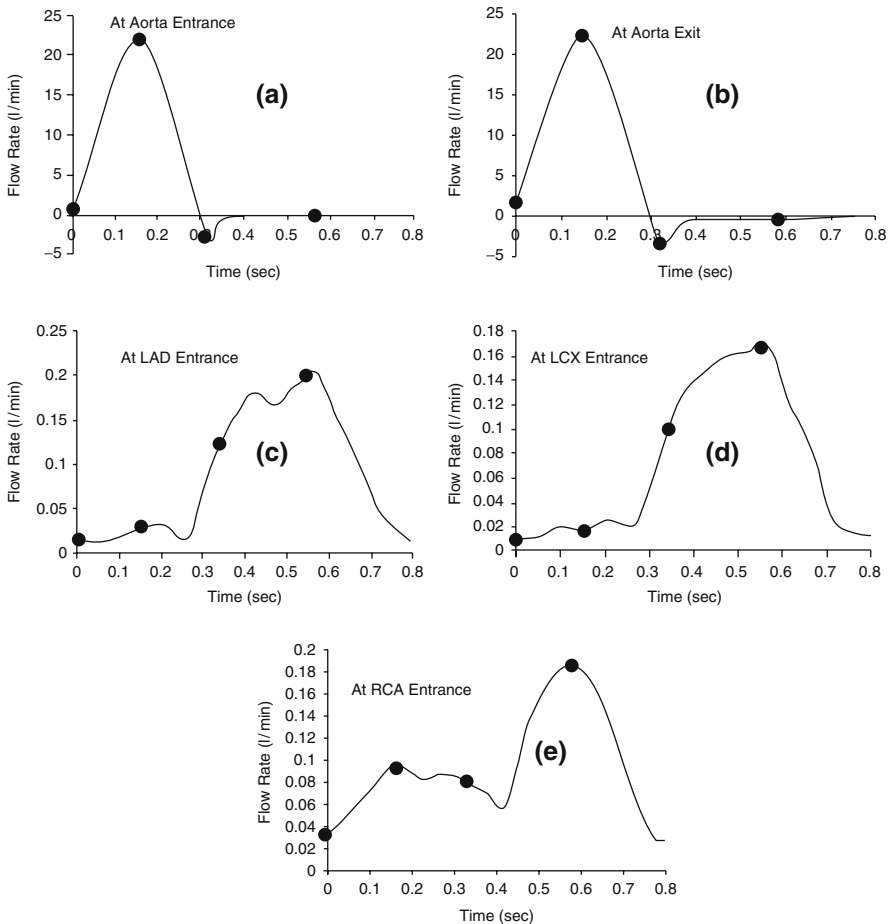 At Aorta Entrance
(a)
Flow Rate (l/min)
25
20
15
10
5
0
−5
0 0.1 0.2 0.3 0.4 0.5 0.6 0.7 0.8
Time (sec)
At Aorta Exit
(b)
Flow Rate (l/min)
25
20
15
10
5
0
−5
0 0.1 0.2 0.3 0.4 0.5 0.6 0.7 0.8
Time (sec)
At LAD Entrance
(c)
Flow Rate (l/min)
0.25
0.2
0.15
0.1
0.05
0
0 0.1 0.2 0.3 0.4 0.5 0.6 0.7 0.8
Time (sec)
At LCX Entrance
(d)
Flow Rate (l/min)
0.18
0.16
0.14
0.12
0.1
0.08
0.06
0.04
0.02
0
0 0.1 0.2 0.3 0.4 0.5 0.6 0.7 0.8
Time (sec)
At RCA Entrance
(e)
Flow Rate (l/min)
0.2
0.18
0.16
0.14
0.12
0.1
0.08
0.06
0.04
0.02
0
0 0.1 0.2 0.3 0.4 0.5 0.6 0.7 0.8
Time (sec)